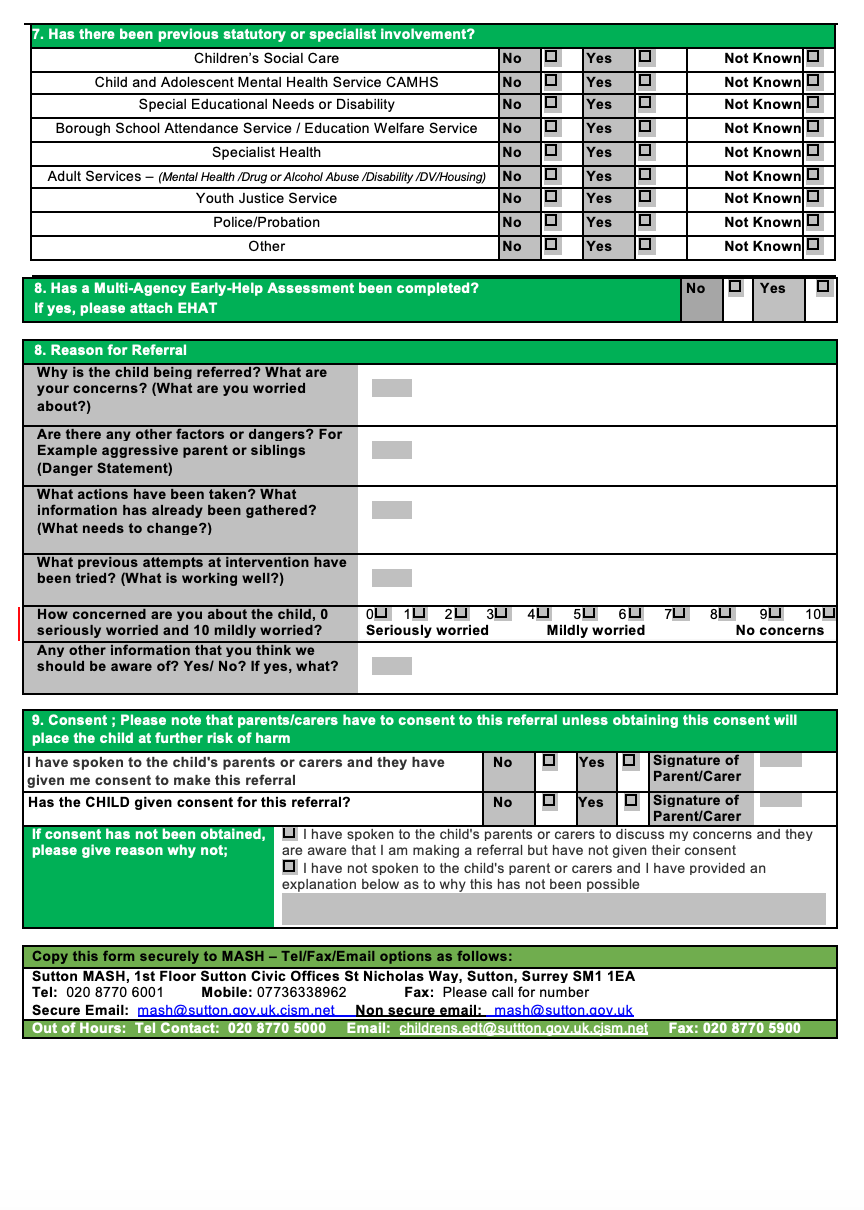 7. Has there been previous statutory or specialist involvement?
Children's Social Care No ☐ Yes ☐ Not Known ☐
Child and Adolescent Mental Health Service CAMHS No ☐ Yes ☐ Not Known ☐
Special Educational Needs or Disability No ☐ Yes ☐ Not Known ☐
Borough School Attendance Service / Education Welfare Service No ☐ Yes ☐ Not Known ☐
Specialist Health No ☐ Yes ☐ Not Known ☐
Adult Services – (Mental Health /Drug or Alcohol Abuse /Disability /DV/Housing) No ☐ Yes ☐ Not Known ☐
Youth Justice Service No ☐ Yes ☐ Not Known ☐
Police/Probation No ☐ Yes ☐ Not Known ☐
Other No ☐ Yes ☐ Not Known ☐
8. Has a Multi-Agency Early-Help Assessment been completed? No ☐ Yes ☐
If yes, please attach EHAT
8. Reason for Referral
Why is the child being referred? What are
your concerns? (What are you worried
about?)
Are there any other factors or dangers? For
Example aggressive parent or siblings
(Danger Statement)
What actions have been taken? What
information has already been gathered?
(What needs to change?)
What previous attempts at intervention have
been tried? (What is working well?)
How concerned are you about the child, 0
seriously worried and 10 mildly worried?
0☐ 1☐ 2☐ 3☐ 4☐ 5☐ 6☐ 7☐ 8☐ 9☐ 10☐
Seriously worried Mildly worried No concerns
Any other information that you think we
should be aware of? Yes/ No? If yes, what?
9. Consent ; Please note that parents/carers have to consent to this referral unless obtaining this consent will
place the child at further risk of harm
I have spoken to the child's parents or carers and they have
given me consent to make this referral
No ☐ Yes ☐ Signature of
Parent/Carer
Has the CHILD given consent for this referral? No ☐ Yes ☐ Signature of
Parent/Carer
If consent has not been obtained,
please give reason why not;
☐ I have spoken to the child's parents or carers to discuss my concerns and they
are aware that I am making a referral but have not given their consent
☐ I have not spoken to the child's parent or carers and I have provided an
explanation below as to why this has not been possible
Copy this form securely to MASH – Tel/Fax/Email options as follows:
Sutton MASH, 1st Floor Sutton Civic Offices St Nicholas Way, Sutton, Surrey SM1 1EA
Tel: 020 8770 6001 Mobile: 07736338962 Fax: Please call for number
Secure Email: mash@sutton.gov.uk.cjsm.net Non secure email: mash@sutton.gov.uk
Out of Hours: Tel Contact: 020 8770 5000 Email: childrens.edt@suttton.gov.uk.cjsm.net Fax: 020 8770 5900